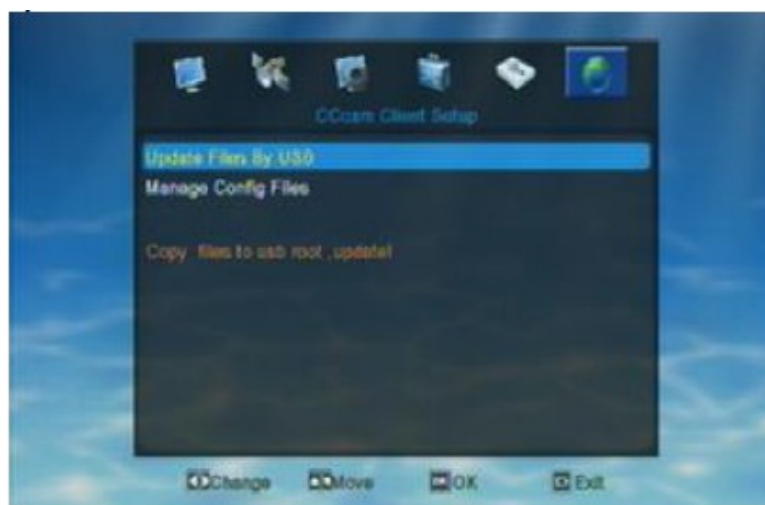 CCcam Client Setup
Update Files By USB
Manage Config Files
Copy files to usb root ,update!
Change Move OK Exit